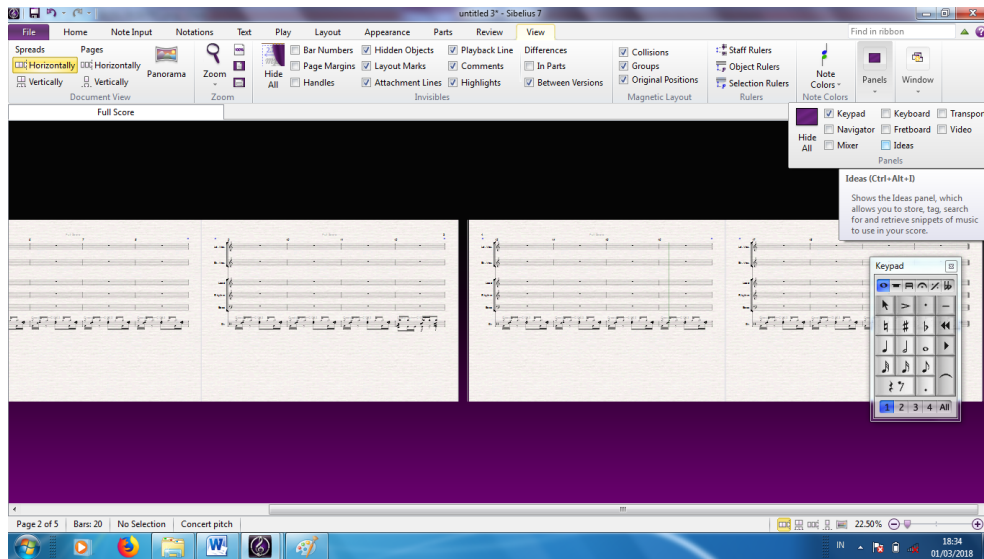 untitled 3* - Sibelius 7
File Home Note Input Notations Text Play Layout Appearance Parts Review View Find in ribbon
Spreads Pages
Horizontally Horizontally
Vertically Vertically
Panorama
Document View
Zoom
Zoom
Hide All
Bar Numbers Hidden Objects Playback Line
Page Margins Layout Marks Comments
Handles Attachment Lines Highlights
Invisibles
Differences
In Parts
Between Versions
Collisions
Groups
Original Positions
Magnetic Layout
Staff Rulers
Object Rulers
Selection Rulers
Rulers
Note Colors
Note Colors
Panels
Window
Full Score
Hide All
Keypad Keyboard Transpor
Navigator Fretboard Video
Mixer Ideas
Panels
Ideas (Ctrl+Alt+I)
Shows the Ideas panel, which
allows you to store, tag, search
for and retrieve snippets of music
to use in your score.
Keypad
1 2 3 4 All
Page 2 of 5 Bars: 20 No Selection Concert pitch 22.50%
IN
18:34
01/03/2018